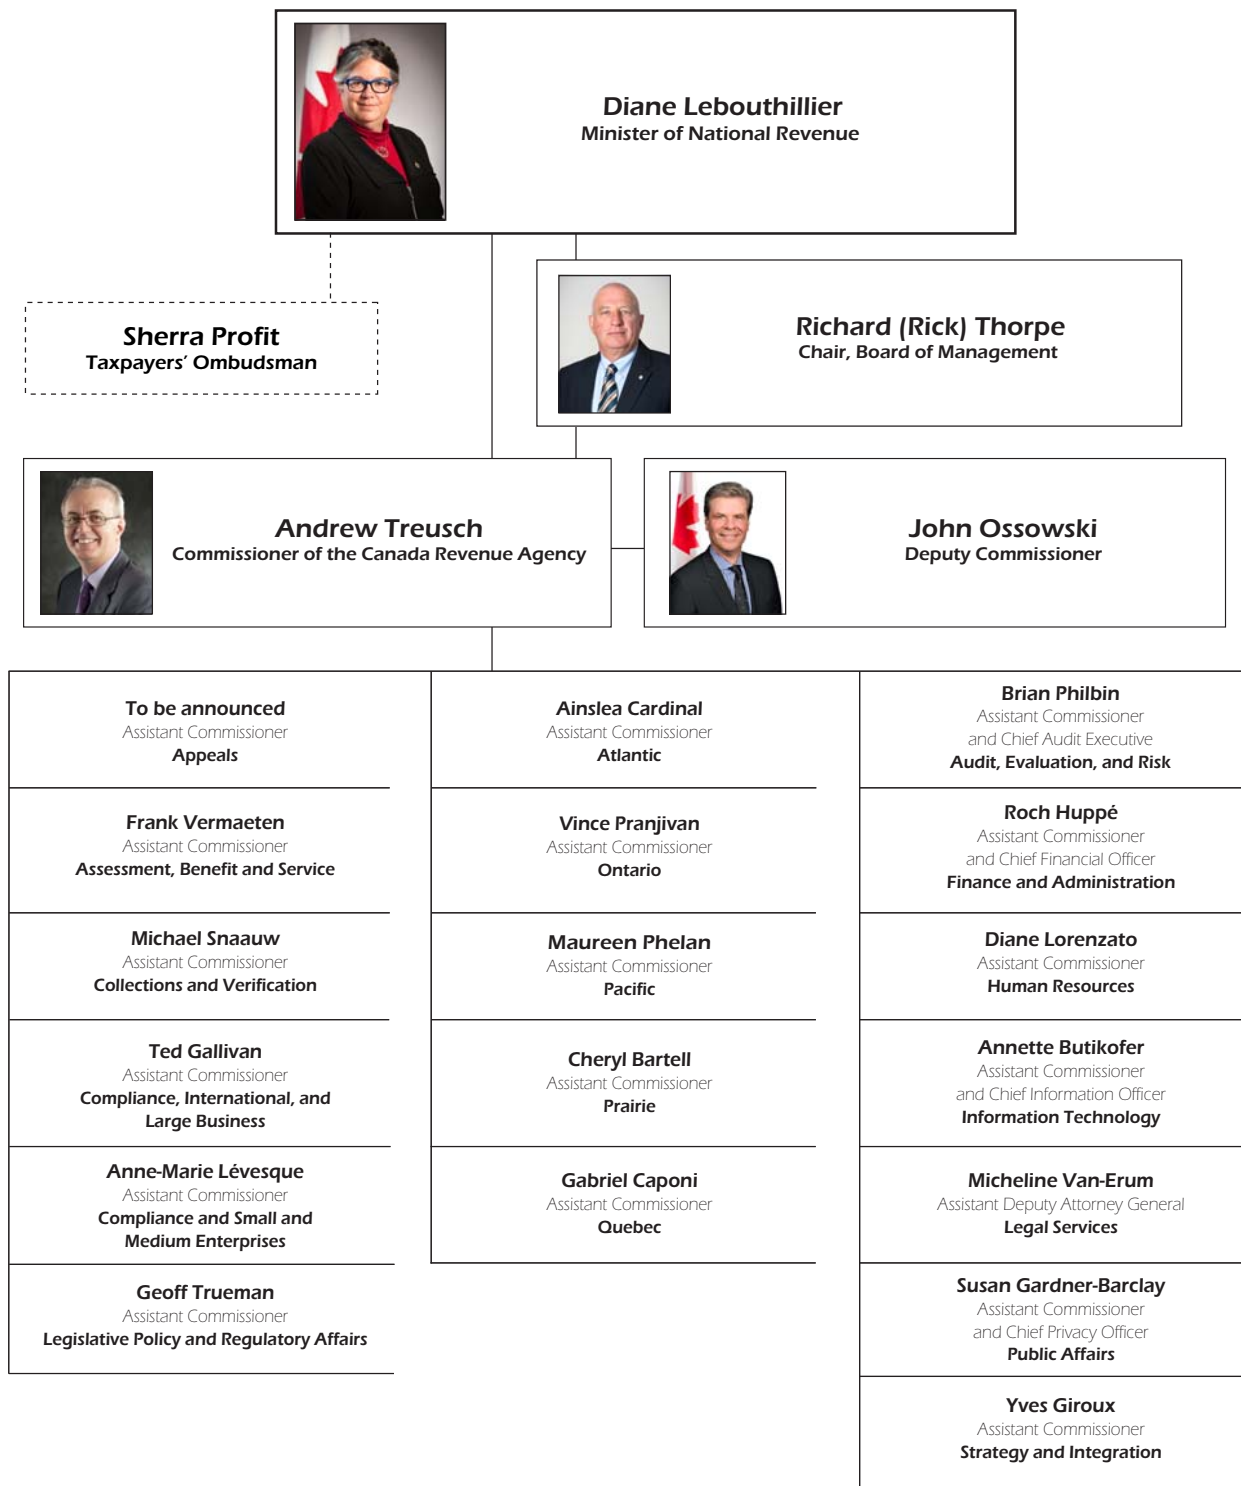 Diane Lebouthillier
Minister of National Revenue
Sherra Profit
Taxpayers' Ombudsman
Richard (Rick) Thorpe
Chair, Board of Management
Andrew Treusch
Commissioner of the Canada Revenue Agency
John Ossowski
Deputy Commissioner
To be announced
Assistant Commissioner
Appeals
Frank Vermaeten
Assistant Commissioner
Assessment, Benefit and Service
Michael Snaauw
Assistant Commissioner
Collections and Verification
Ted Gallivan
Assistant Commissioner
Compliance, International, and
Large Business
Anne-Marie Lévesque
Assistant Commissioner
Compliance and Small and
Medium Enterprises
Geoff Trueman
Assistant Commissioner
Legislative Policy and Regulatory Affairs
Ainslea Cardinal
Assistant Commissioner
Atlantic
Vince Pranjivan
Assistant Commissioner
Ontario
Maureen Phelan
Assistant Commissioner
Pacific
Cheryl Bartell
Assistant Commissioner
Prairie
Gabriel Caponi
Assistant Commissioner
Quebec
Brian Philbin
Assistant Commissioner
and Chief Audit Executive
Audit, Evaluation, and Risk
Roch Huppé
Assistant Commissioner
and Chief Financial Officer
Finance and Administration
Diane Lorenzato
Assistant Commissioner
Human Resources
Annette Butikofer
Assistant Commissioner
and Chief Information Officer
Information Technology
Micheline Van-Erum
Assistant Deputy Attorney General
Legal Services
Susan Gardner-Barclay
Assistant Commissioner
and Chief Privacy Officer
Public Affairs
Yves Giroux
Assistant Commissioner
Strategy and Integration